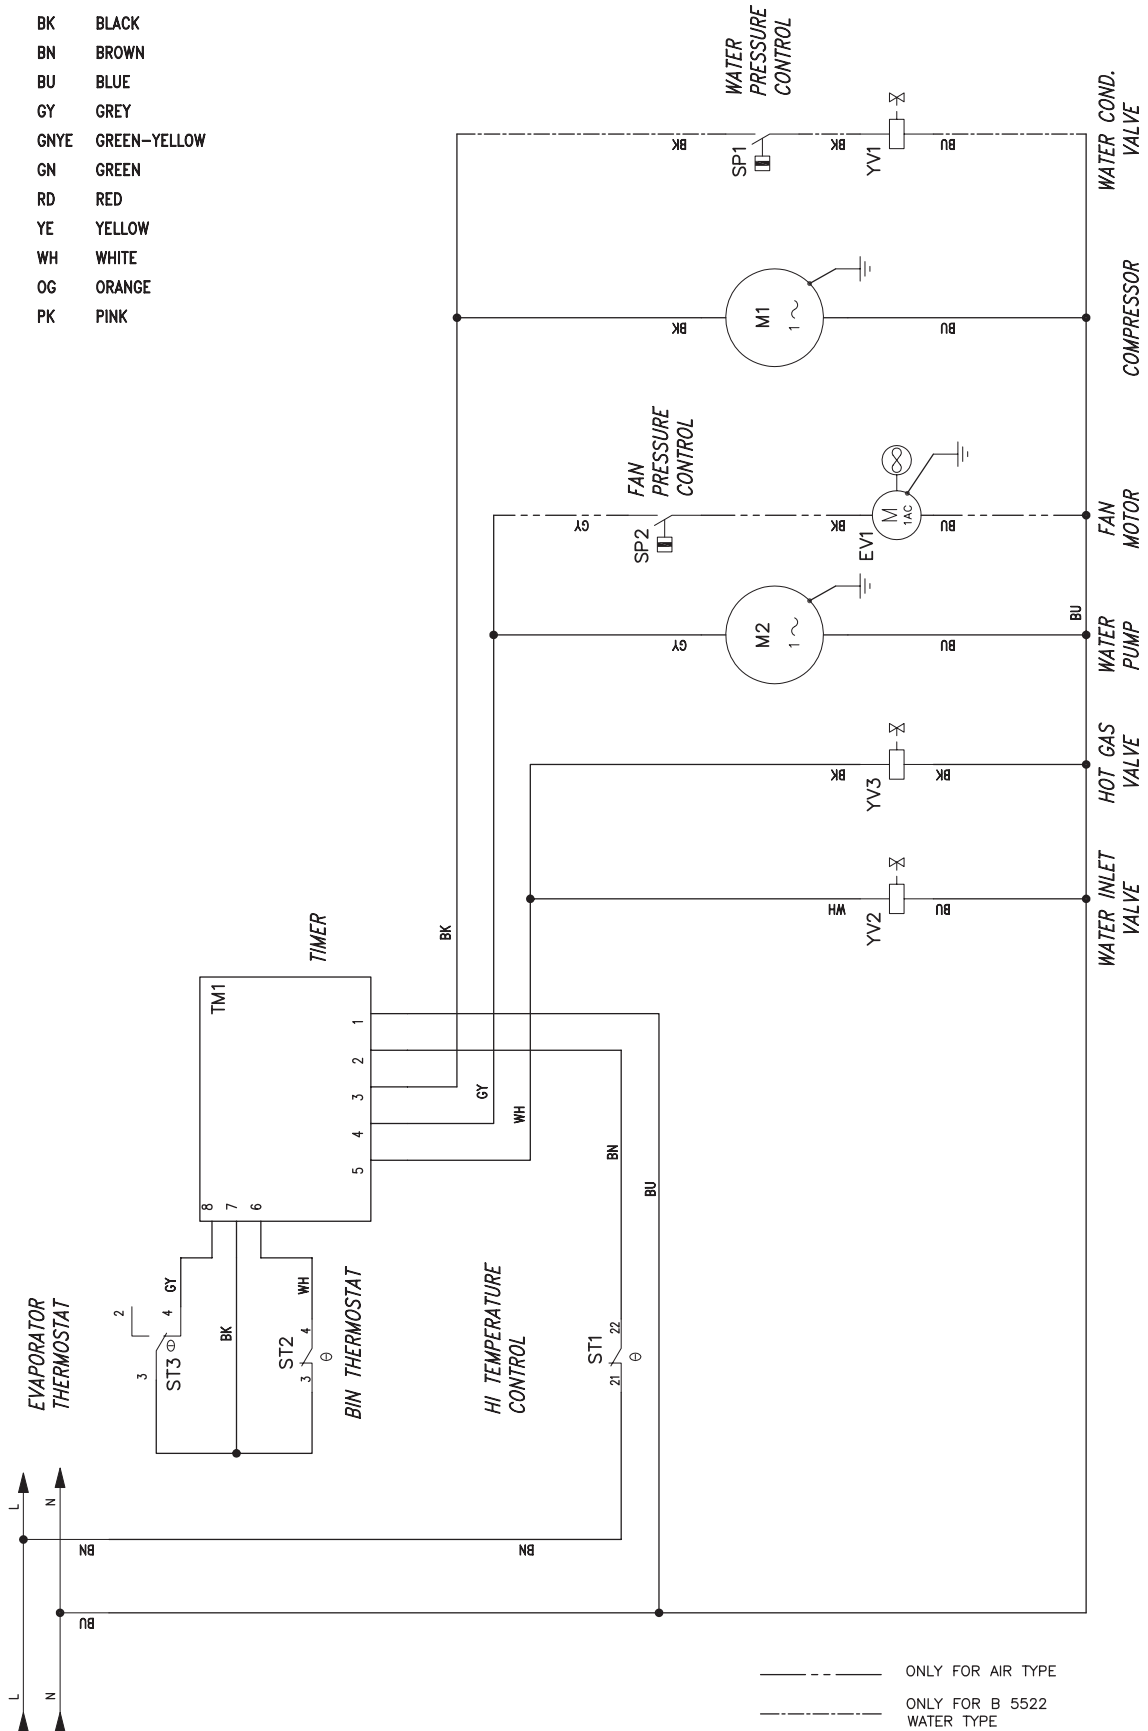 BK BLACK
BN BROWN
BU BLUE
GY GREY
GNYE GREEN-YELLOW
GN GREEN
RD RED
YE YELLOW
WH WHITE
OG ORANGE
PK PINK
WATER
PRESSURE
CONTROL
BK
SP1
BK
YV1
BU
WATER COND.
VALVE
BK
M1
1
BU
COMPRESSOR
FAN
PRESSURE
CONTROL
GY
SP2
BK
EV1
M
1AC
BU
FAN
MOTOR
GY
M2
1
BU
BU
WATER
PUMP
BK
YV3
BK
HOT GAS
VALVE
WH
YV2
BU
WATER INLET
VALVE
TIMER
TM1
BK
1
2
3
4
5
GY
WH
BN
BU
8
7
6
EVAPORATOR
THERMOSTAT
2
4
GY
3
ST3
BK
WH
4
ST2
3
BIN THERMOSTAT
HI TEMPERATURE
CONTROL
22
ST1
21
L
N
BN
BN
BU
L
N
ONLY FOR AIR TYPE
ONLY FOR B 5522
WATER TYPE